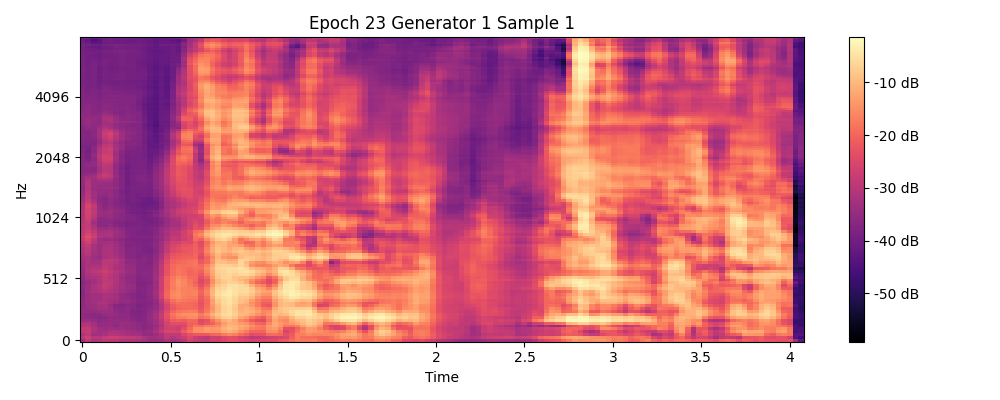 Epoch 23 Generator 1 Sample 1
Hz
4096
2048
1024
512
0
0 0.5 1 1.5 2 2.5 3 3.5 4
Time
-10 dB
-20 dB
-30 dB
-40 dB
-50 dB